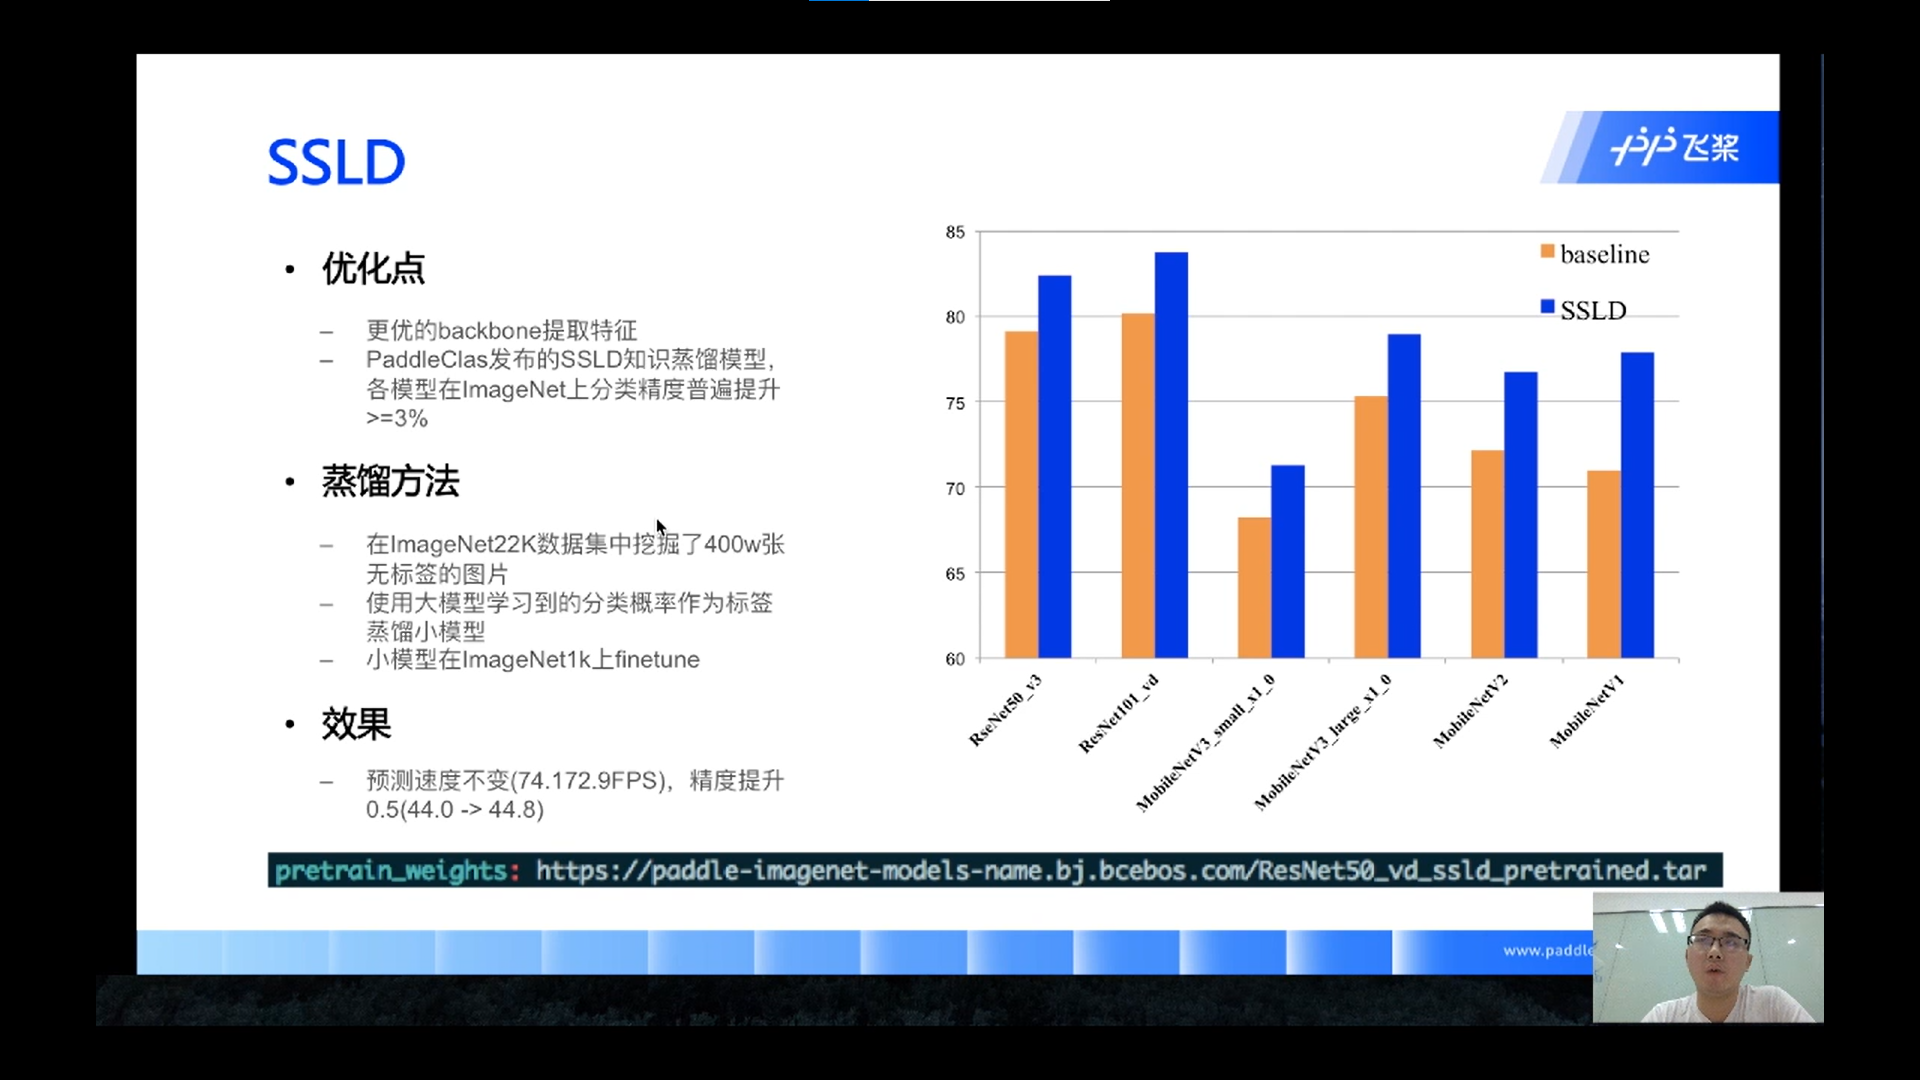 SSLD
飞桨
• 优化点
– 更优的backbone提取特征
– PaddleClas发布的SSLD知识蒸馏模型，
各模型在ImageNet上分类精度普遍提升
>=3%
• 蒸馏方法
– 在ImageNet22K数据集中挖掘了400w张
无标签的图片
– 使用大模型学习到的分类概率作为标签
蒸馏小模型
– 小模型在ImageNet1k上finetune
• 效果
– 预测速度不变(74.172.9FPS)，精度提升
0.5(44.0 -> 44.8)
85
80
75
70
65
60
baseline
SSLD
RseNet50_v3
ResNet101_vd
MobileNetV3_small_x1_0
MobileNetV3_large_x1_0
MobileNetV2
MobileNetV1
pretrain_weights: https://paddle-imagenet-models-name.bj.bcebos.com/ResNet50_vd_ssld_pretrained.tar
www.paddle